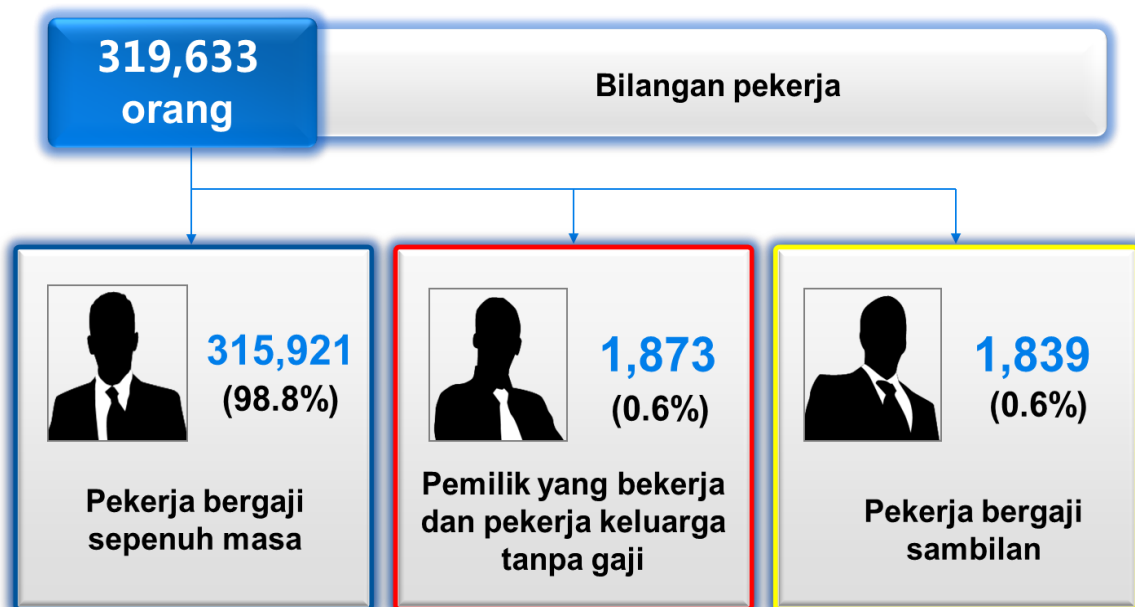 319,633
orang
Bilangan pekerja
315,921
(98.8%)
Pekerja bergaji
sepenuh masa
1,873
(0.6%)
Pemilik yang bekerja
dan pekerja keluarga
tanpa gaji
1,839
(0.6%)
Pekerja bergaji
sambilan